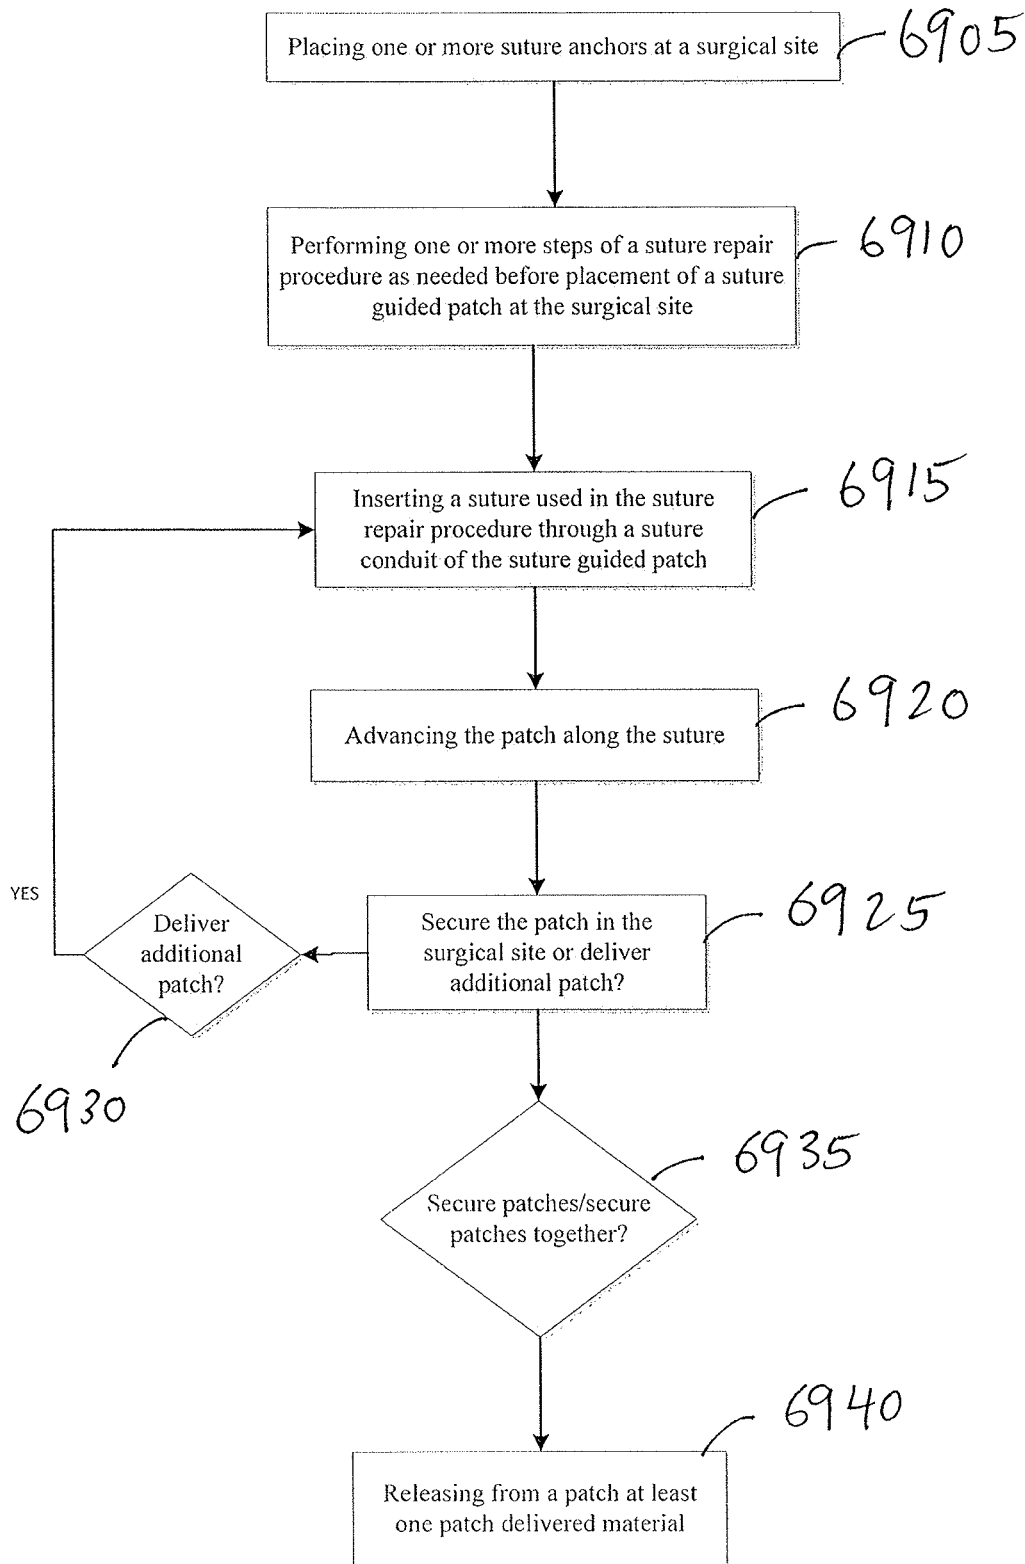 Placing one or more suture anchors at a surgical site
6905
Performing one or more steps of a suture repair
procedure as needed before placement of a suture
guided patch at the surgical site
6910
Inserting a suture used in the suture
repair procedure through a suture
conduit of the suture guided patch
6915
Advancing the patch along the suture
6920
YES
Deliver
additional
patch?
6930
Secure the patch in the
surgical site or deliver
additional patch?
6925
Secure patches/secure
patches together?
6935
Releasing from a patch at least
one patch delivered material
6940